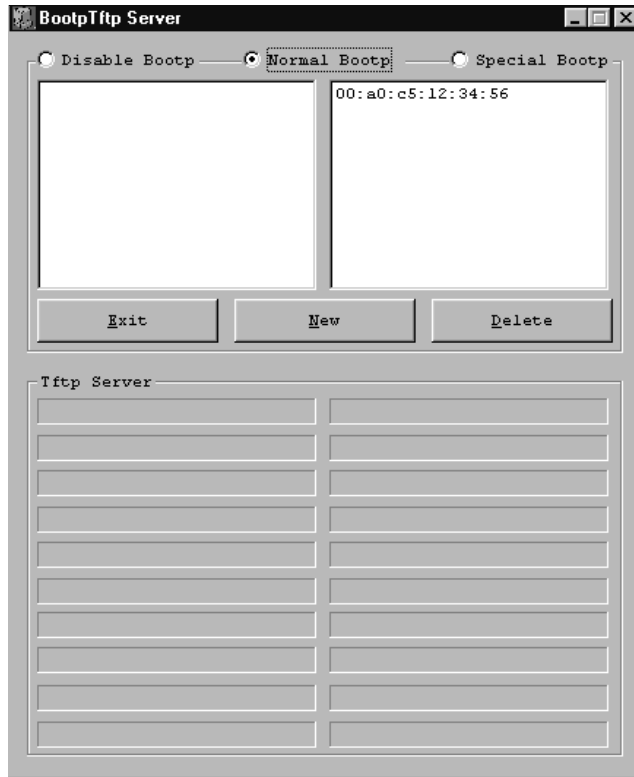 BootpTftp Server
Disable Bootp Normal Bootp Special Bootp
00:a0:c5:12:34:56
Exit New Delete
Tftp Server